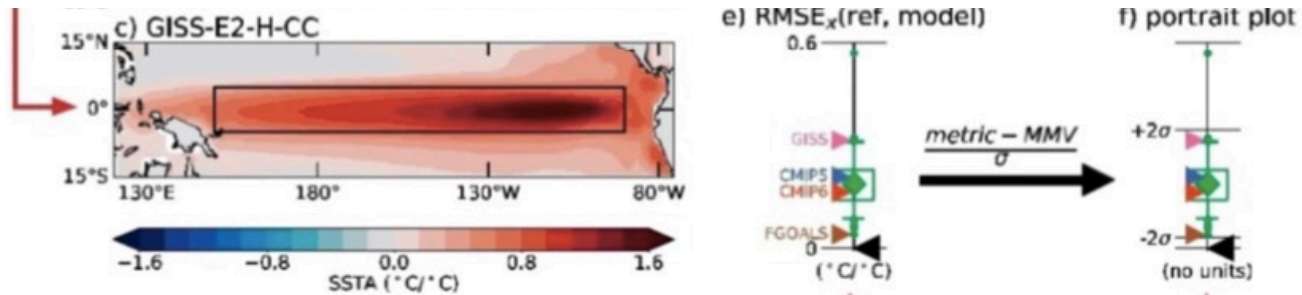 c) GISS-E2-H-CC
15°N
0°
15°S
130°E 180° 130°W 80°W
−1.6 −0.8 0.0 0.8 1.6
SSTA (°C/°C)
e) RMSEₓ(ref, model)
0.6
GISS
CMIP5
CMIP6
FGOALS
0
(°C/°C)
metric − MMV
σ
f) portrait plot
+2σ
-2σ
(no units)